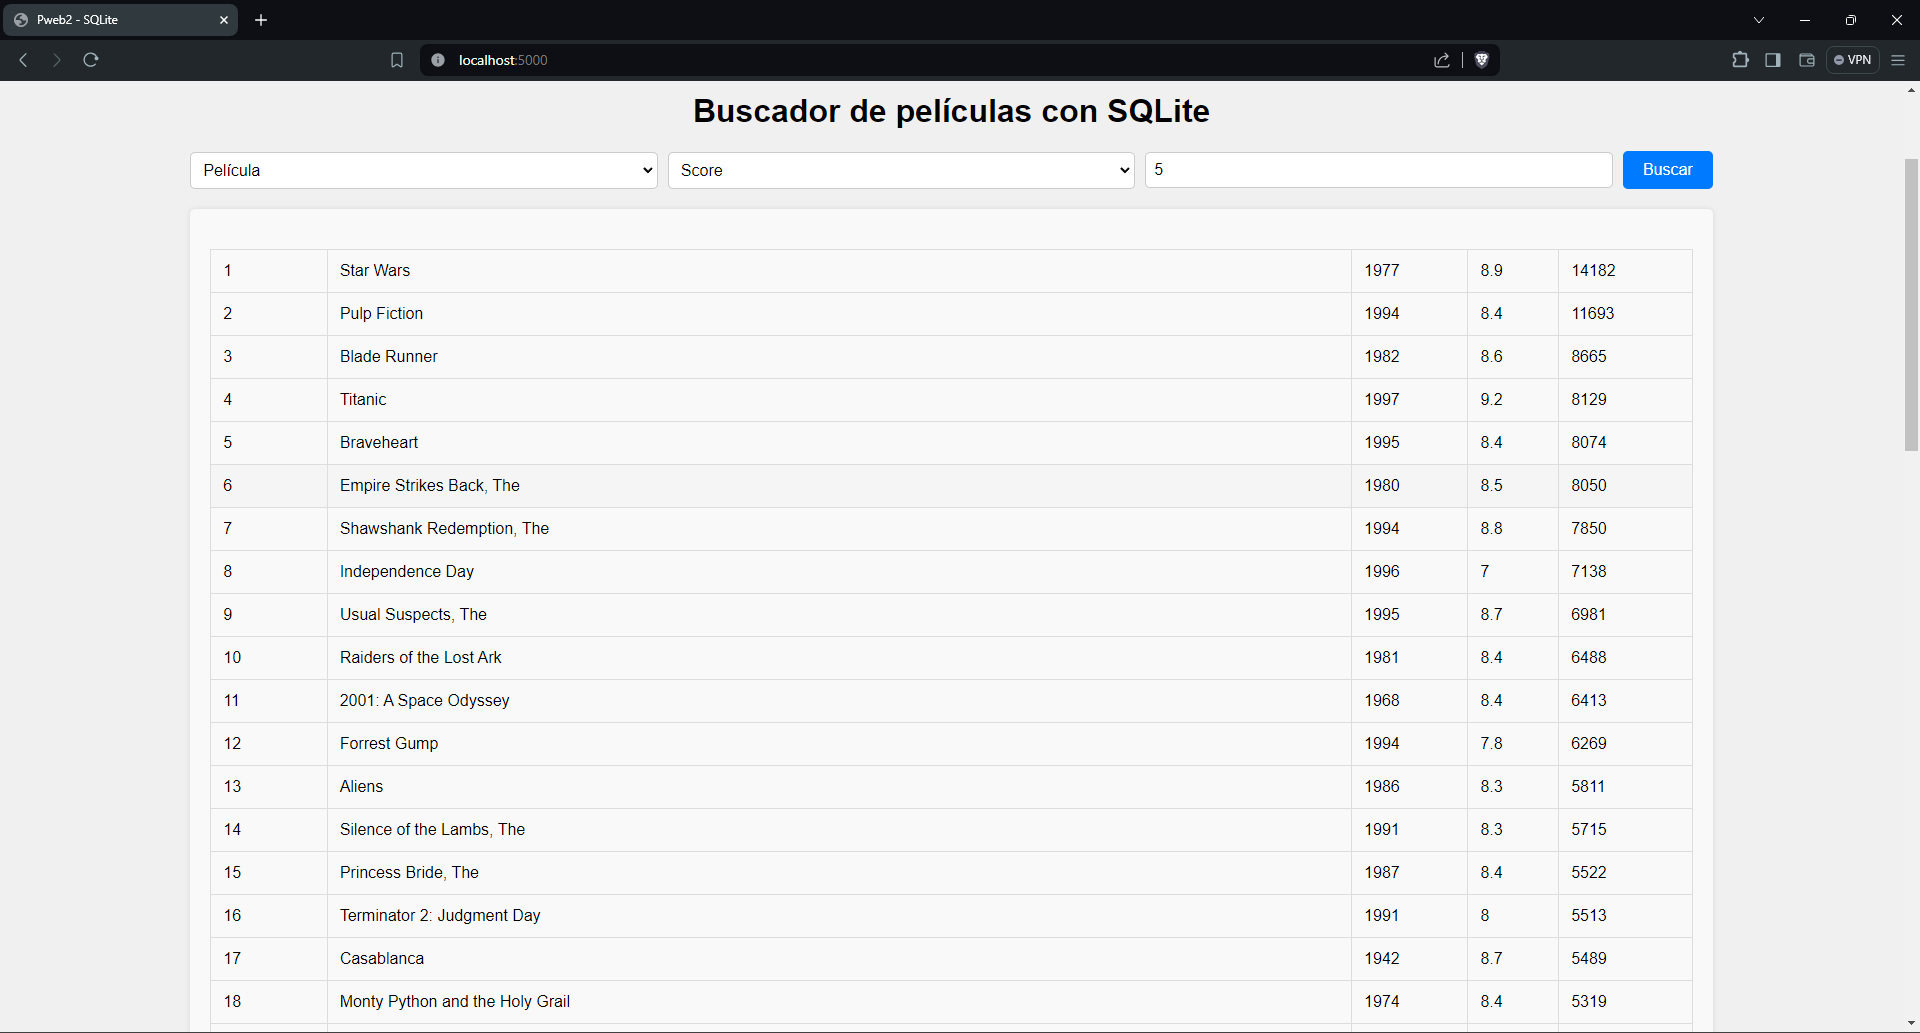 Pweb2 - SQLite
localhost:5000
VPN
Buscador de películas con SQLite
Película Score 5 Buscar
1 Star Wars 1977 8.9 14182
2 Pulp Fiction 1994 8.4 11693
3 Blade Runner 1982 8.6 8665
4 Titanic 1997 9.2 8129
5 Braveheart 1995 8.4 8074
6 Empire Strikes Back, The 1980 8.5 8050
7 Shawshank Redemption, The 1994 8.8 7850
8 Independence Day 1996 7 7138
9 Usual Suspects, The 1995 8.7 6981
10 Raiders of the Lost Ark 1981 8.4 6488
11 2001: A Space Odyssey 1968 8.4 6413
12 Forrest Gump 1994 7.8 6269
13 Aliens 1986 8.3 5811
14 Silence of the Lambs, The 1991 8.3 5715
15 Princess Bride, The 1987 8.4 5522
16 Terminator 2: Judgment Day 1991 8 5513
17 Casablanca 1942 8.7 5489
18 Monty Python and the Holy Grail 1974 8.4 5319